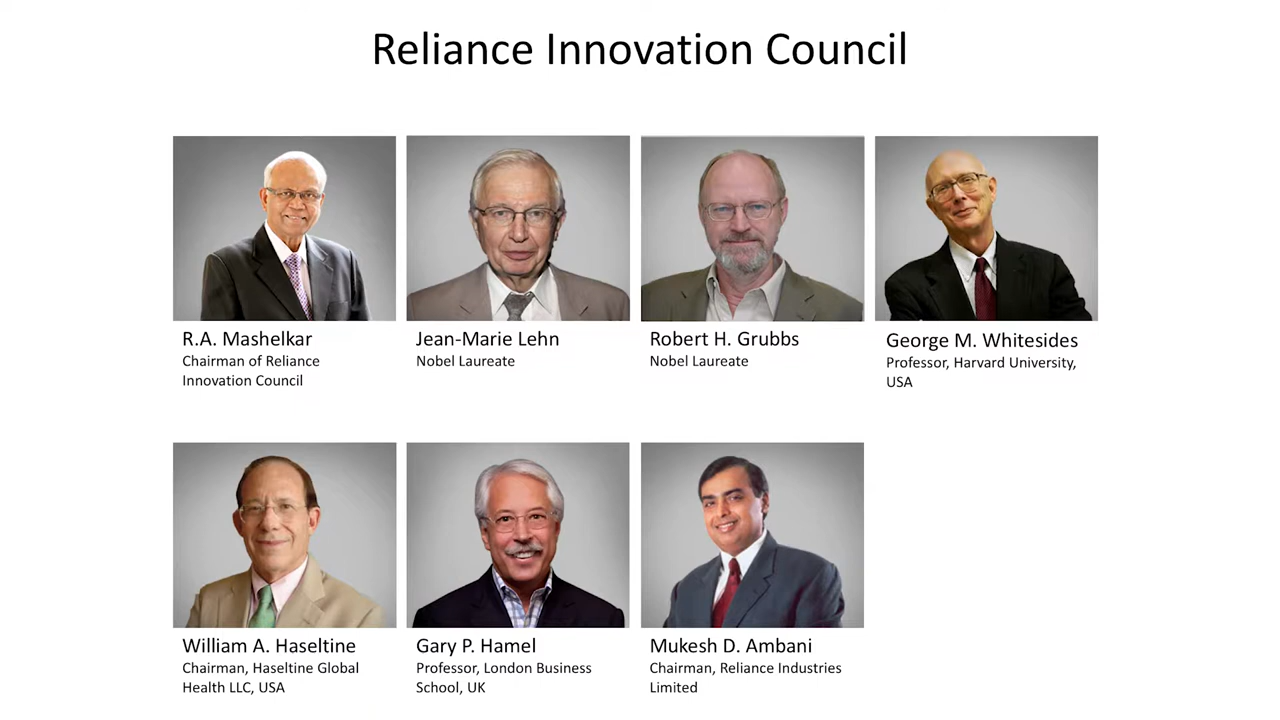 Reliance Innovation Council
R.A. Mashelkar
Chairman of Reliance
Innovation Council
Jean-Marie Lehn
Nobel Laureate
Robert H. Grubbs
Nobel Laureate
George M. Whitesides
Professor, Harvard University,
USA
William A. Haseltine
Chairman, Haseltine Global
Health LLC, USA
Gary P. Hamel
Professor, London Business
School, UK
Mukesh D. Ambani
Chairman, Reliance Industries
Limited